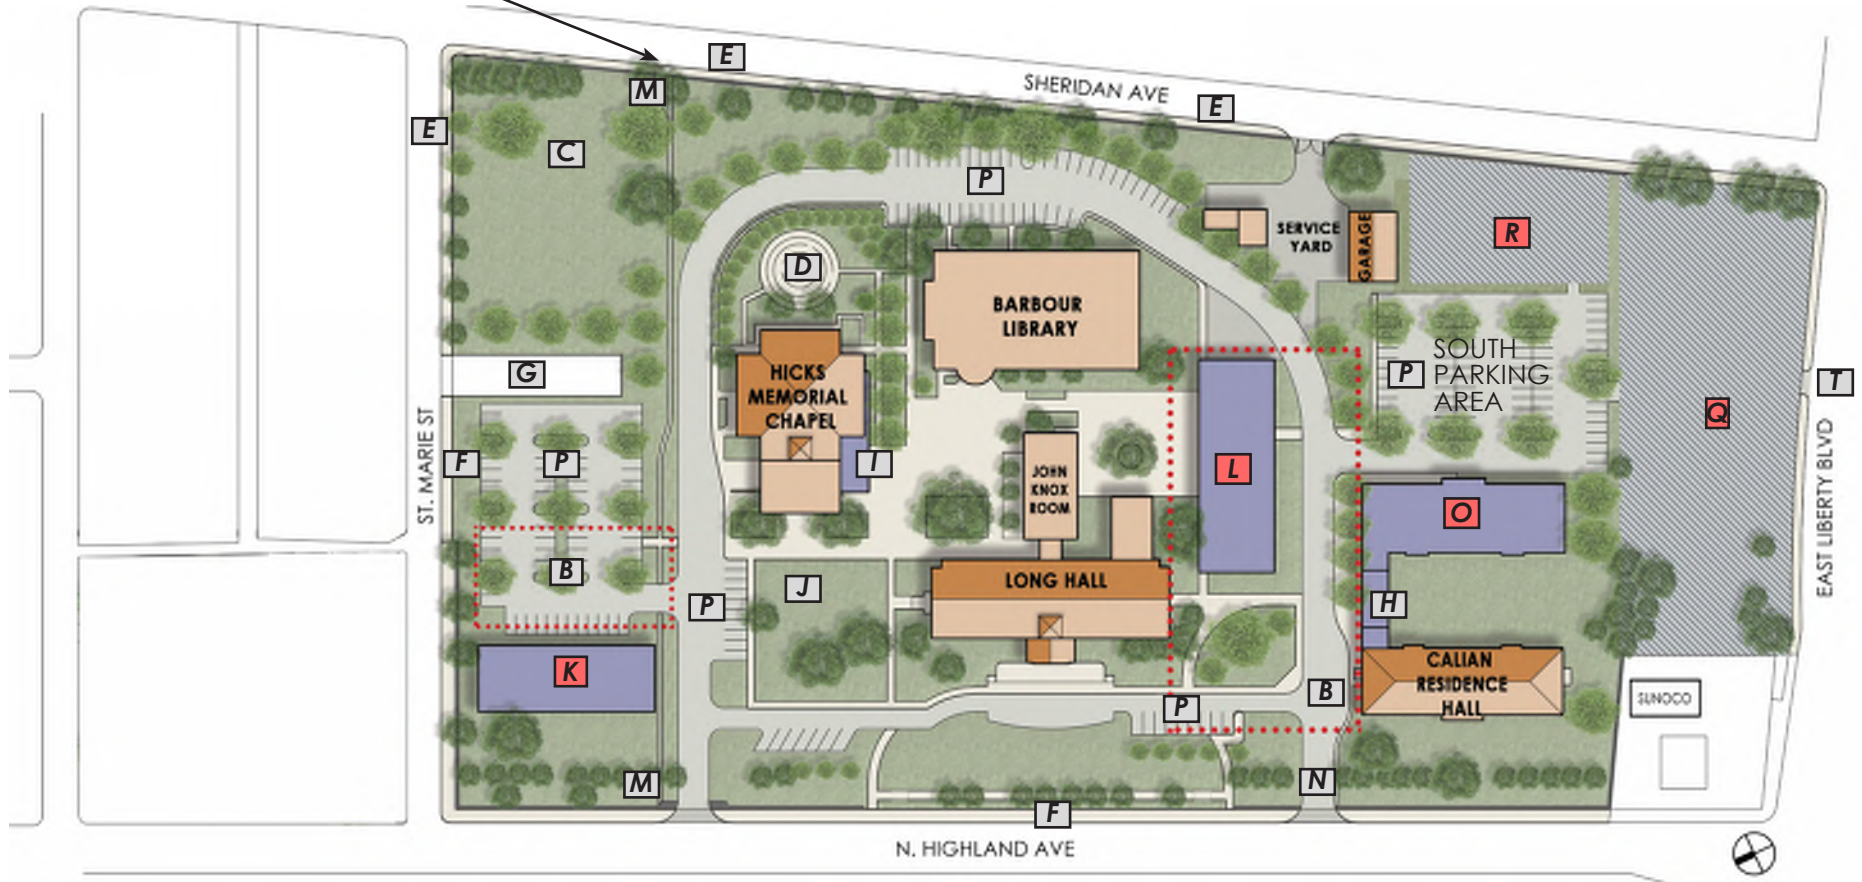 E
SHERIDAN AVE
M
E
E
C
P
R
SERVICE
YARD
GARAGE
D
BARBOUR
LIBRARY
G
HICKS
MEMORIAL
CHAPEL
SOUTH
P
PARKING
AREA
T
Q
ST. MARIE ST
F
P
I
JOHN
KNOX
ROOM
L
O
EAST LIBERTY BLVD
B
J
P
LONG HALL
H
K
CALIAN
RESIDENCE
HALL
B
P
SUNOCO
M
N
F
N. HIGHLAND AVE